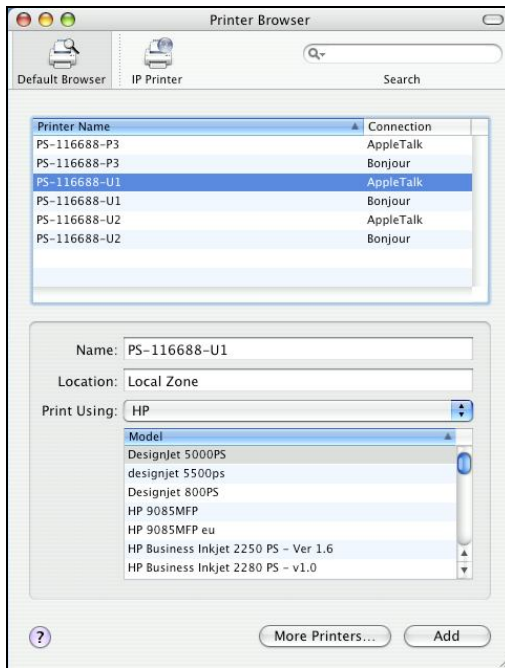 Printer Browser
Default Browser
IP Printer
Search
Printer Name Connection
PS-116688-P3 AppleTalk
PS-116688-P3 Bonjour
PS-116688-U1 AppleTalk
PS-116688-U1 Bonjour
PS-116688-U2 AppleTalk
PS-116688-U2 Bonjour
Name: PS-116688-U1
Location: Local Zone
Print Using: HP
Model
DesignJet 5000PS
designjet 5500ps
Designjet 800PS
HP 9085MFP
HP 9085MFP eu
HP Business Inkjet 2250 PS - Ver 1.6
HP Business Inkjet 2280 PS - v1.0
? More Printers... Add